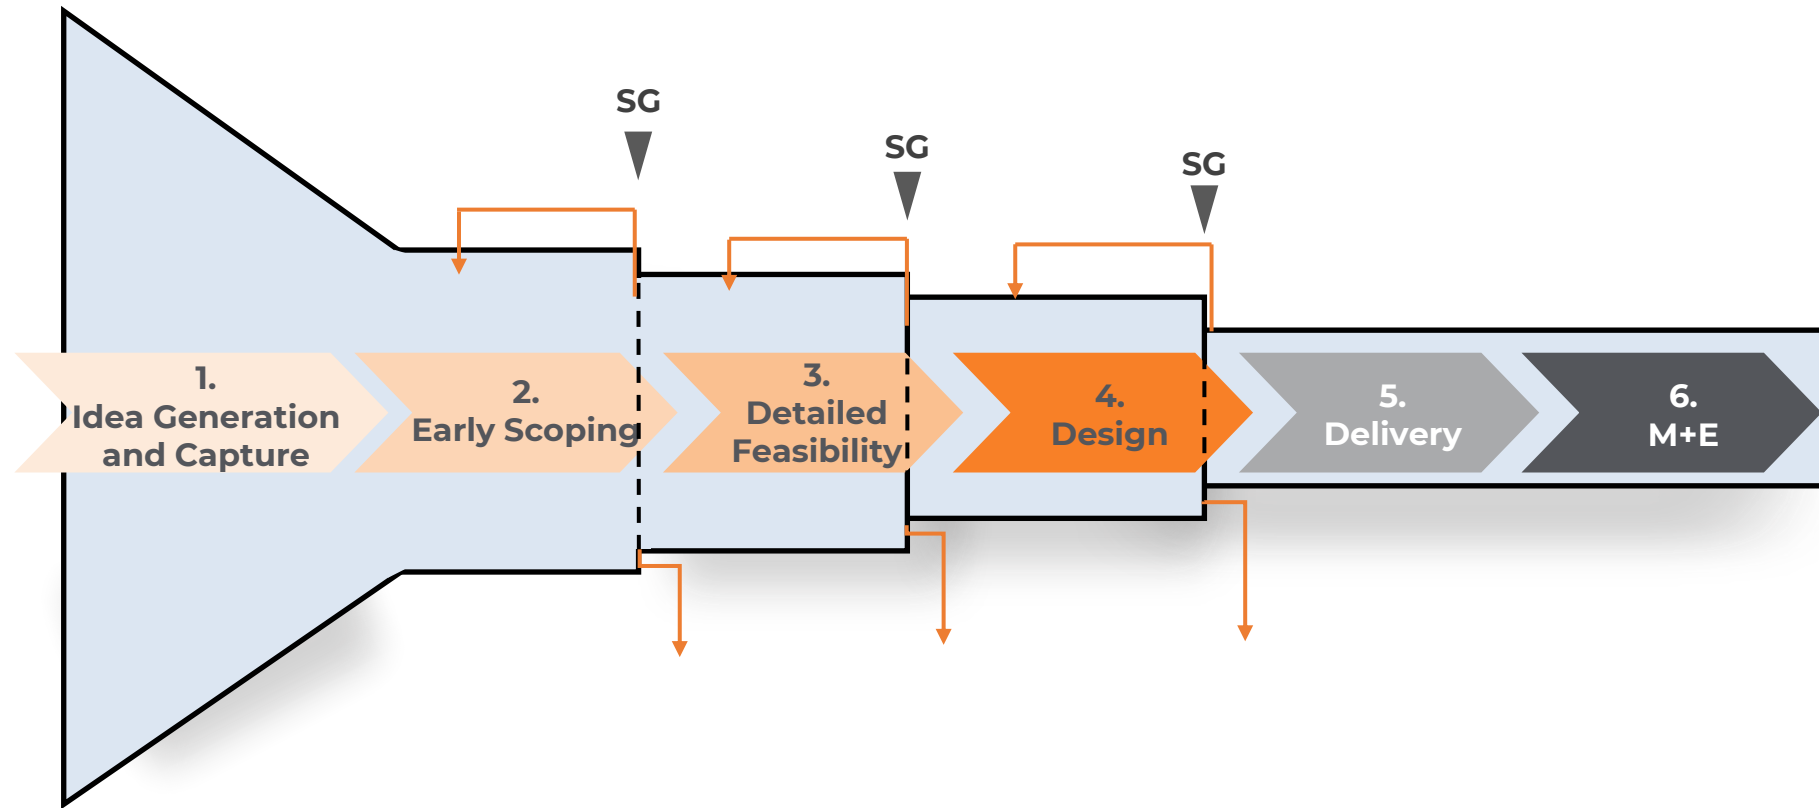 SG
SG
SG
1.
Idea Generation
and Capture
2.
Early Scoping
3.
Detailed
Feasibility
4.
Design
5.
Delivery
6.
M+E